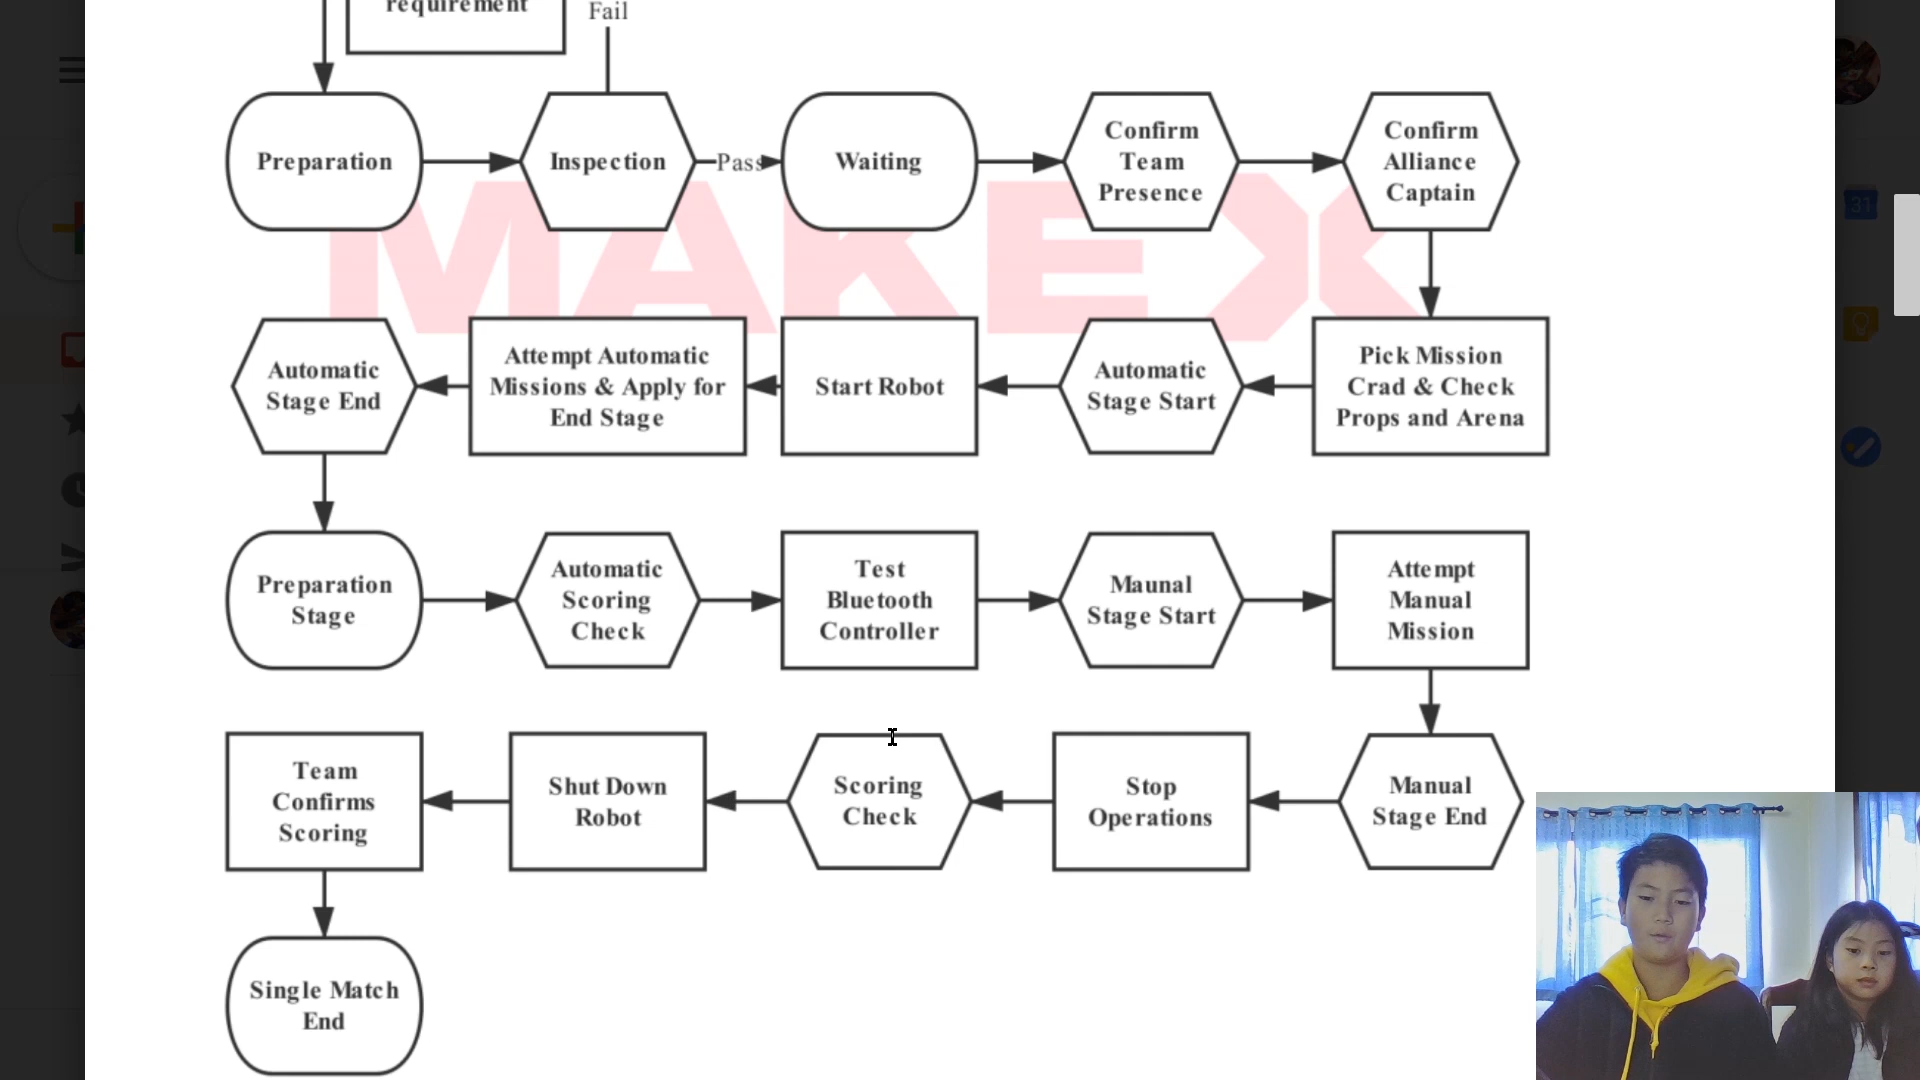 requirement
Fail
Preparation
Inspection
Pass
Waiting
Confirm
Team
Presence
Confirm
Alliance
Captain
MAKEX
Automatic
Stage End
Attempt Automatic
Missions & Apply for
End Stage
Start Robot
Automatic
Stage Start
Pick Mission
Crad & Check
Props and Arena
31
Preparation
Stage
Automatic
Scoring
Check
Test
Bluetooth
Controller
Maunal
Stage Start
Attempt
Manual
Mission
Team
Confirms
Scoring
Shut Down
Robot
Scoring
Check
Stop
Operations
Manual
Stage End
Single Match
End